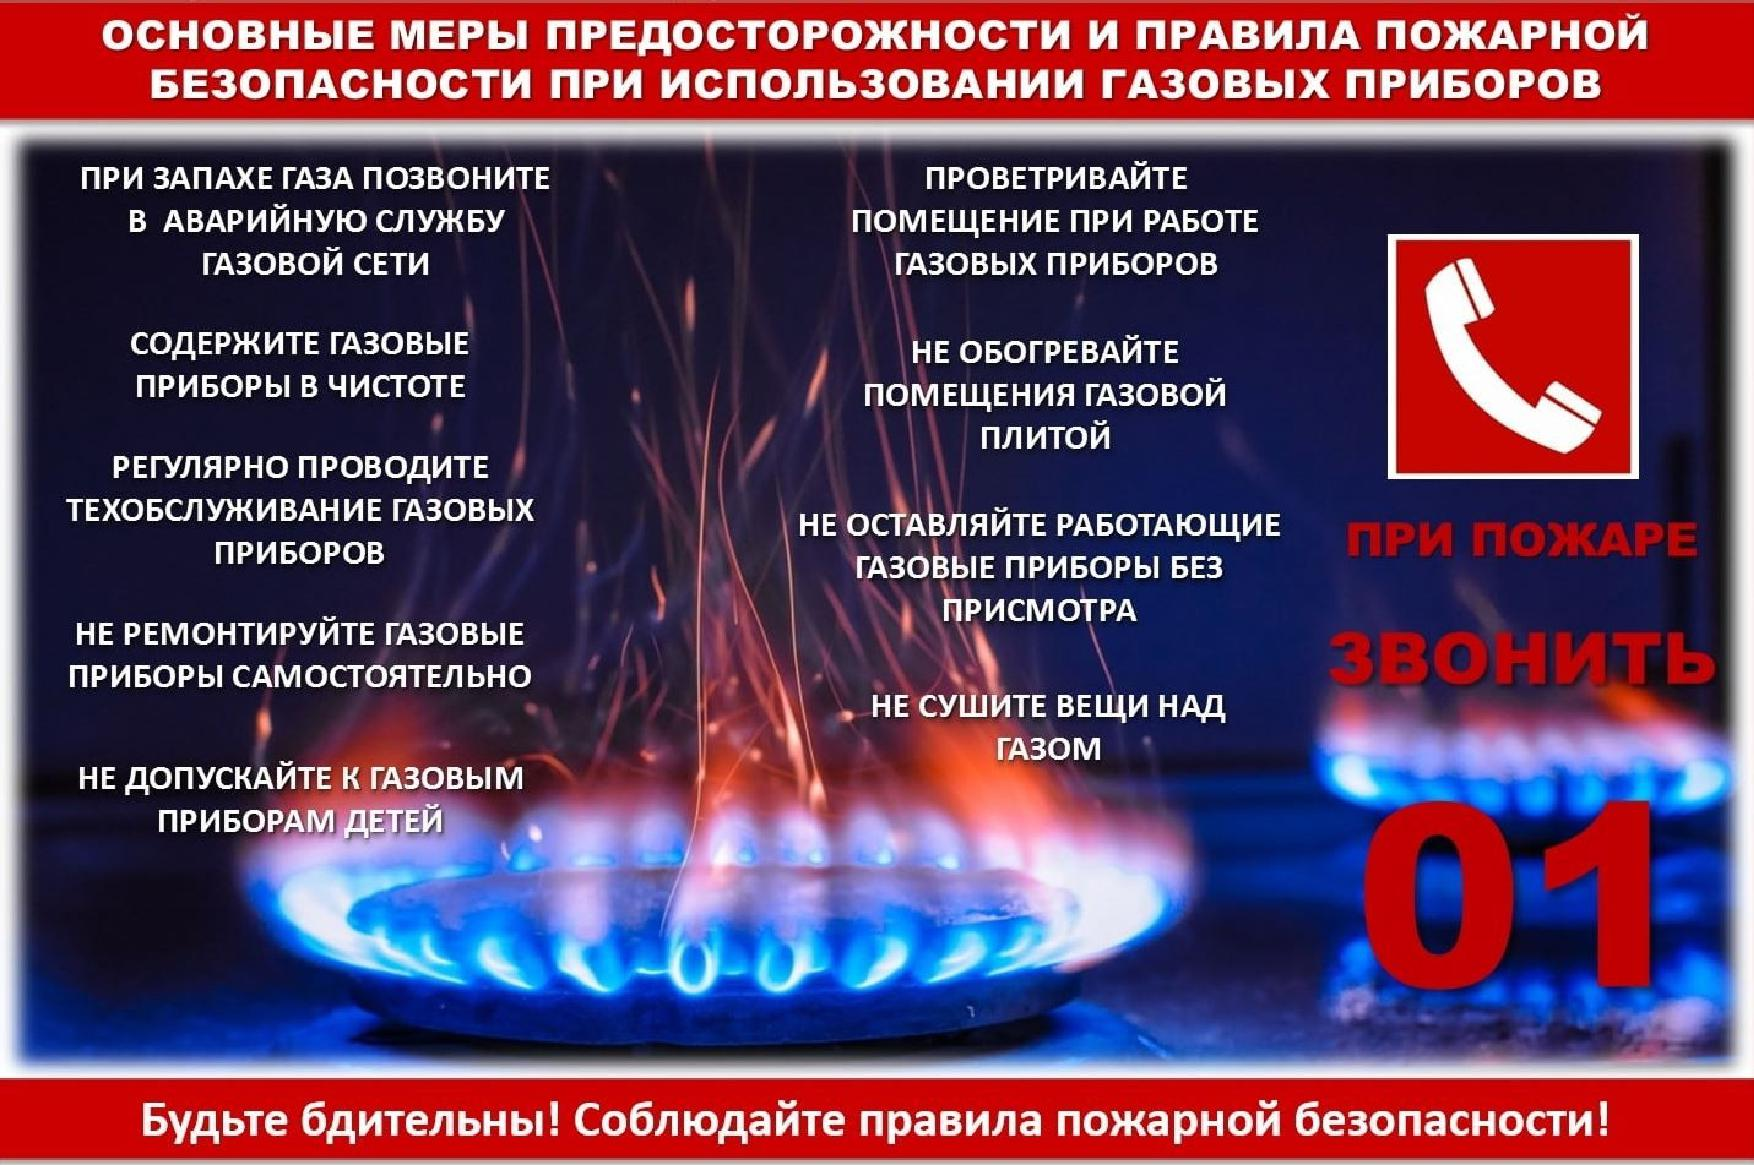 ОСНОВНЫЕ МЕРЫ ПРЕДОСТОРОЖНОСТИ И ПРАВИЛА ПОЖАРНОЙ
БЕЗОПАСНОСТИ ПРИ ИСПОЛЬЗОВАНИИ ГАЗОВЫХ ПРИБОРОВ
ПРИ ЗАПАХЕ ГАЗА ПОЗВОНИТЕ
В АВАРИЙНУЮ СЛУЖБУ
ГАЗОВОЙ СЕТИ
СОДЕРЖИТЕ ГАЗОВЫЕ
ПРИБОРЫ В ЧИСТОТЕ
РЕГУЛЯРНО ПРОВОДИТЕ
ТЕХОБСЛУЖИВАНИЕ ГАЗОВЫХ
ПРИБОРОВ
НЕ РЕМОНТИРУЙТЕ ГАЗОВЫЕ
ПРИБОРЫ САМОСТОЯТЕЛЬНО
НЕ ДОПУСКАЙТЕ К ГАЗОВЫМ
ПРИБОРАМ ДЕТЕЙ
ПРОВЕТРИВАЙТЕ
ПОМЕЩЕНИЕ ПРИ РАБОТЕ
ГАЗОВЫХ ПРИБОРОВ
НЕ ОБОГРЕВАЙТЕ
ПОМЕЩЕНИЯ ГАЗОВОЙ
ПЛИТОЙ
НЕ ОСТАВЛЯЙТЕ РАБОТАЮЩИЕ
ГАЗОВЫЕ ПРИБОРЫ БЕЗ
ПРИСМОТРА
НЕ СУШИТЕ ВЕЩИ НАД
ГАЗОМ
ПРИ ПОЖАРЕ
ЗВОНИТЬ
01
Будьте бдительны! Соблюдайте правила пожарной безопасности!